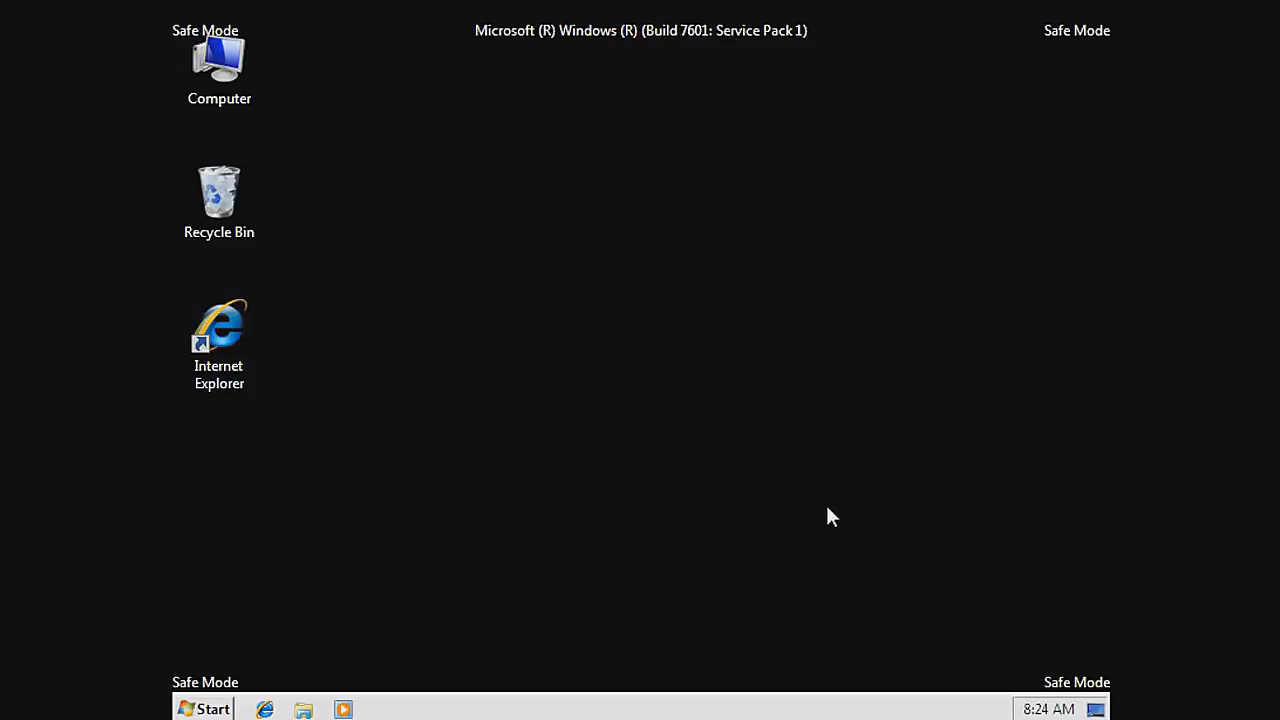 Safe Mode
Microsoft (R) Windows (R) (Build 7601: Service Pack 1)
Safe Mode
Computer
Recycle Bin
Internet
Explorer
Safe Mode
Safe Mode
Start
8:24 AM